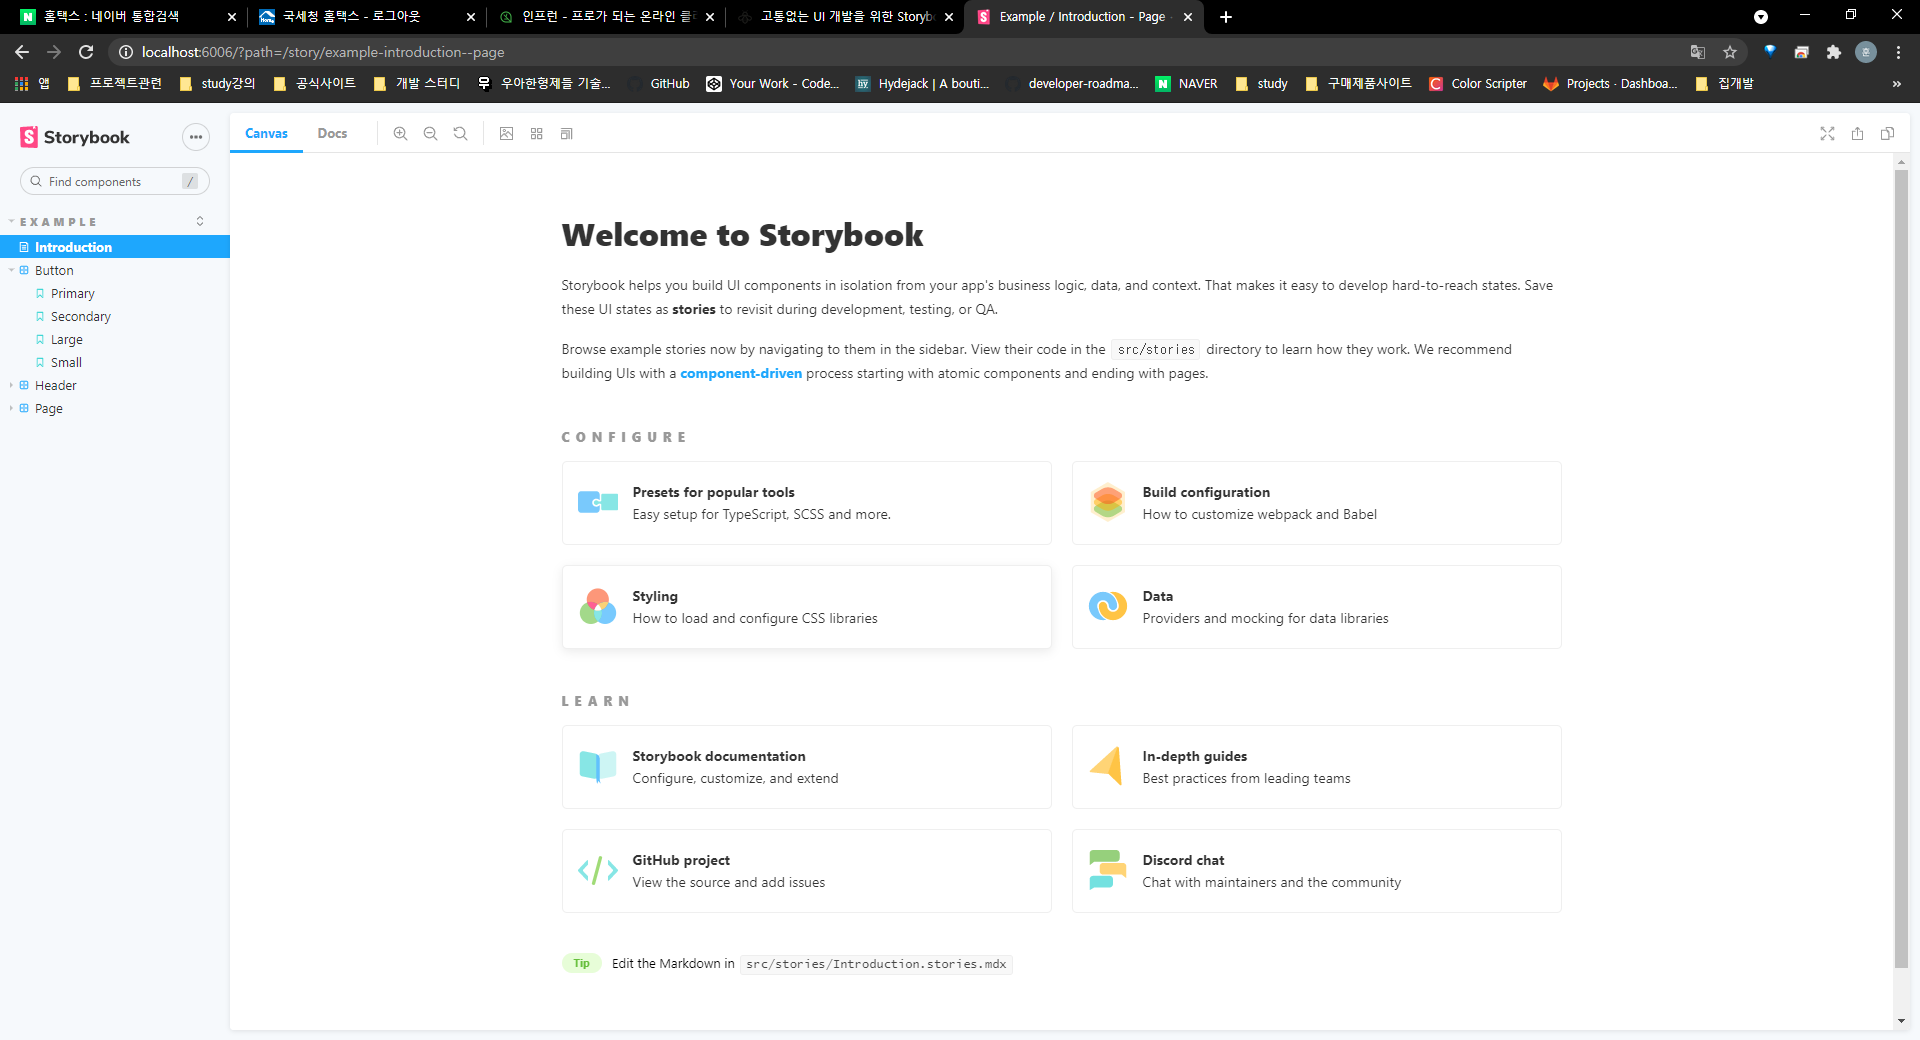 홈택스 : 네이버 통합검색
국세청 홈택스 - 로그아웃
인프런 - 프로가 되는 온라인 클
고통없는 UI 개발을 위한 Storyb
Example / Introduction - Page
localhost:6006/?path=/story/example-introduction--page
앱
프로젝트관련
study강의
공식사이트
개발 스터디
우아한형제들 기술...
GitHub
Your Work - Code...
Hydejack | A bouti...
developer-roadma...
NAVER
study
구매제품사이트
Color Scripter
Projects · Dashboa...
집개발
»
Storybook
Find components
/
EXAMPLE
Introduction
Button
Primary
Secondary
Large
Small
Header
Page
Canvas
Docs
Welcome to Storybook
Storybook helps you build UI components in isolation from your app's business logic, data, and context. That makes it easy to develop hard-to-reach states. Save
these UI states as stories to revisit during development, testing, or QA.
Browse example stories now by navigating to them in the sidebar. View their code in the src/stories directory to learn how they work. We recommend
building UIs with a component-driven process starting with atomic components and ending with pages.
CONFIGURE
Presets for popular tools
Easy setup for TypeScript, SCSS and more.
Build configuration
How to customize webpack and Babel
Styling
How to load and configure CSS libraries
Data
Providers and mocking for data libraries
LEARN
Storybook documentation
Configure, customize, and extend
In-depth guides
Best practices from leading teams
GitHub project
View the source and add issues
Discord chat
Chat with maintainers and the community
Tip
Edit the Markdown in src/stories/Introduction.stories.mdx